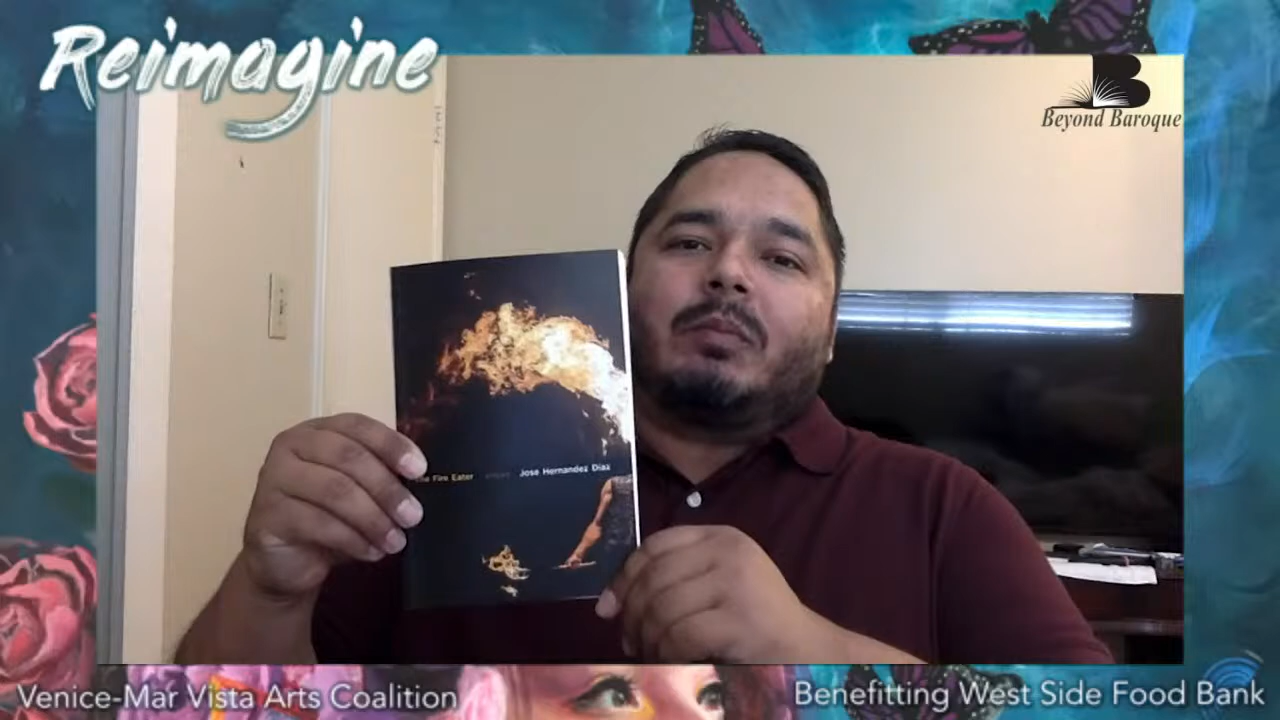 Reimagine
Beyond Baroque
The Fire Eater Jose Hernandez Diaz
Venice-Mar Vista Arts Coalition
Benefitting West Side Food Bank